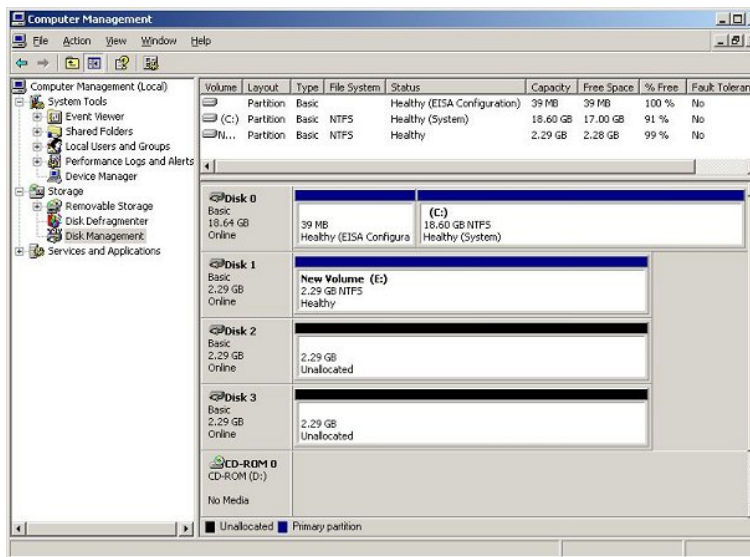 Computer Management
File Action View Window Help
Computer Management (Local)
System Tools
Event Viewer
Shared Folders
Local Users and Groups
Performance Logs and Alerts
Device Manager
Storage
Removable Storage
Disk Defragmenter
Disk Management
Services and Applications
Volume Layout Type File System Status Capacity Free Space % Free Fault Toleran
Partition Basic Healthy (EISA Configuration) 39 MB 39 MB 100 % No
(C:) Partition Basic NTFS Healthy (System) 18.60 GB 17.00 GB 91 % No
N... Partition Basic NTFS Healthy 2.29 GB 2.28 GB 99 % No
Disk 0
Basic
18.64 GB
Online
39 MB
Healthy (EISA Configura
(C:)
18.60 GB NTFS
Healthy (System)
Disk 1
Basic
2.29 GB
Online
New Volume (E:)
2.29 GB NTFS
Healthy
Disk 2
Basic
2.29 GB
Online
2.29 GB
Unallocated
Disk 3
Basic
2.29 GB
Online
2.29 GB
Unallocated
CD-ROM 0
CD-ROM (D:)
No Media
Unallocated Primary partition